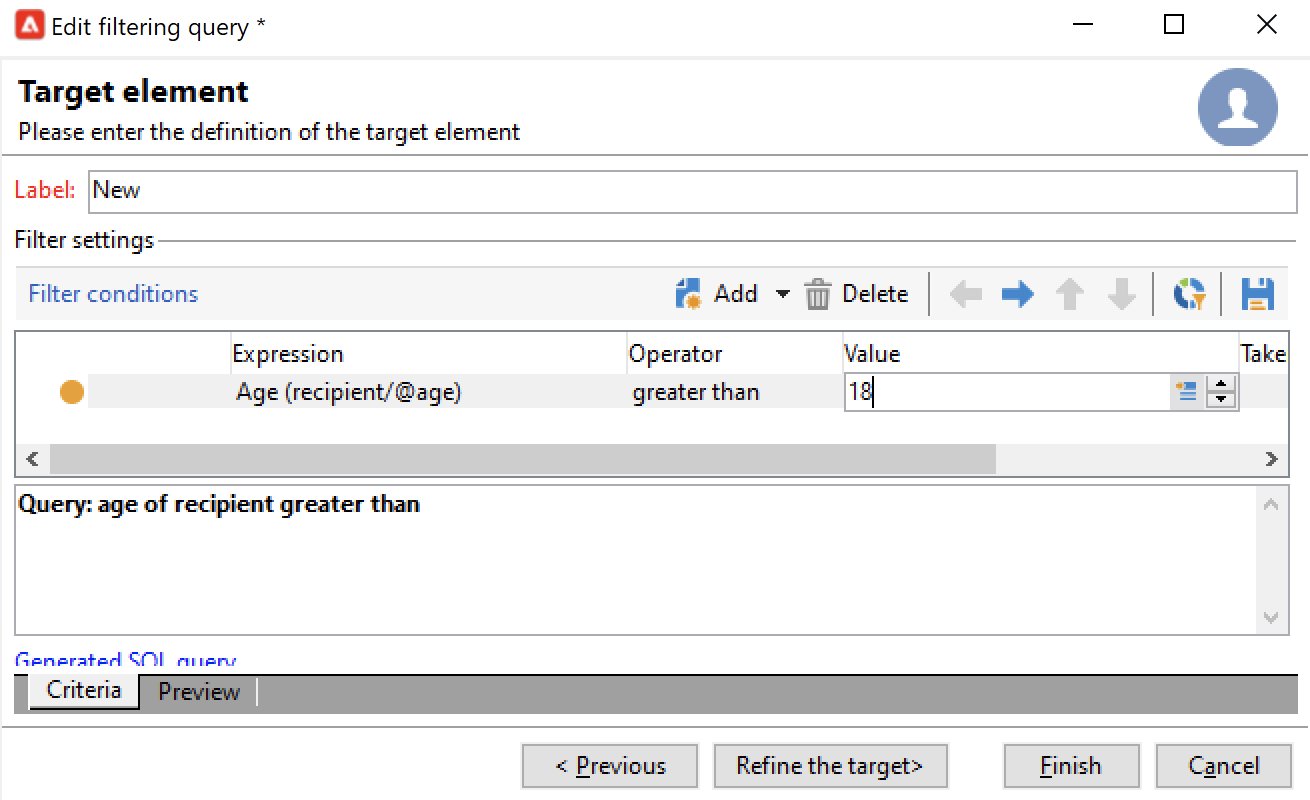 Edit filtering query *
Target element
Please enter the definition of the target element
Label: New
Filter settings
Filter conditions Add Delete
Expression Operator Value Take
Age (recipient/@age) greater than 18
Query: age of recipient greater than
Generated SQL query
Criteria Preview
< Previous Refine the target> Finish Cancel